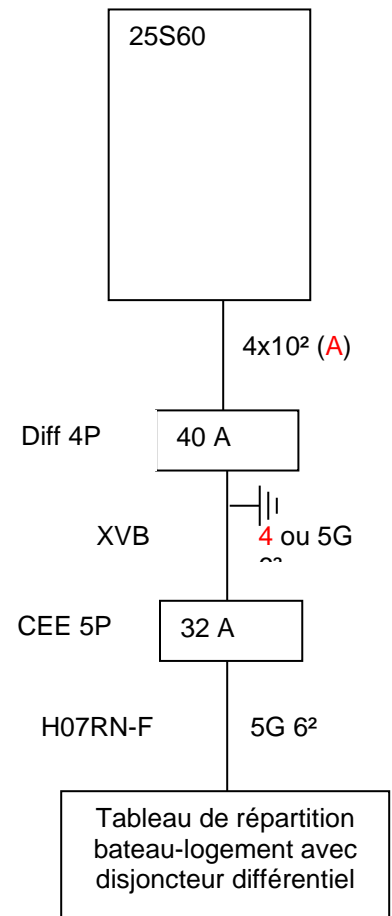 25S60
4x10² (A)
Diff 4P
40 A
XVB
4 ou 5G
CEE 5P
32 A
H07RN-F
5G 6²
Tableau de répartition
bateau-logement avec
disjoncteur différentiel